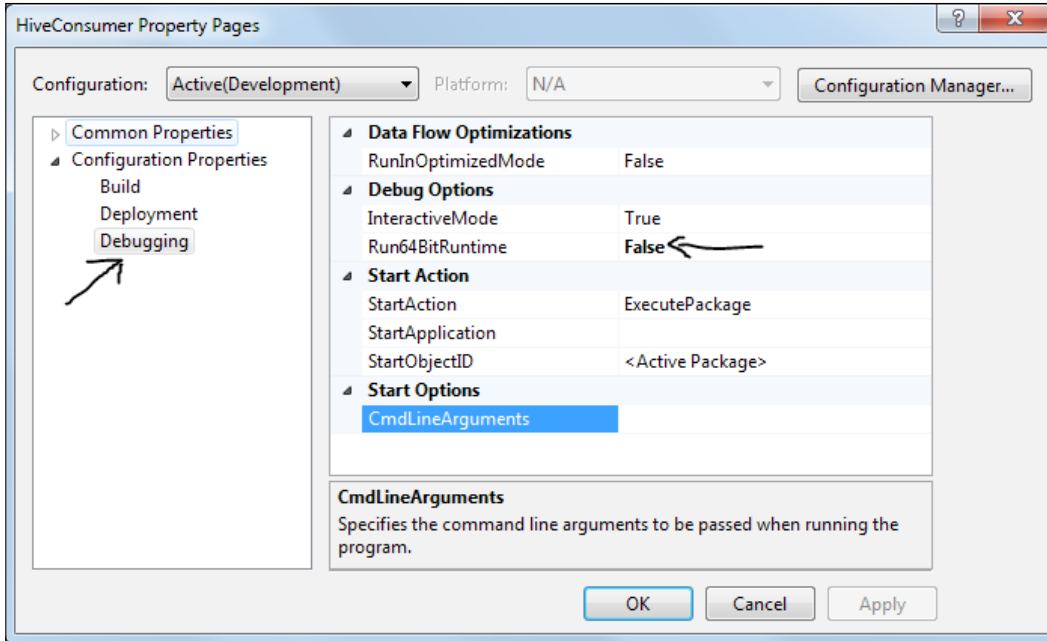 HiveConsumer Property Pages
Configuration: Active(Development) Platform: N/A Configuration Manager...
Common Properties
Configuration Properties
Build
Deployment
Debugging
Data Flow Optimizations
RunInOptimizedMode False
Debug Options
InteractiveMode True
Run64BitRuntime False
Start Action
StartAction ExecutePackage
StartApplication
StartObjectID <Active Package>
Start Options
CmdLineArguments
CmdLineArguments
Specifies the command line arguments to be passed when running the
program.
OK Cancel Apply